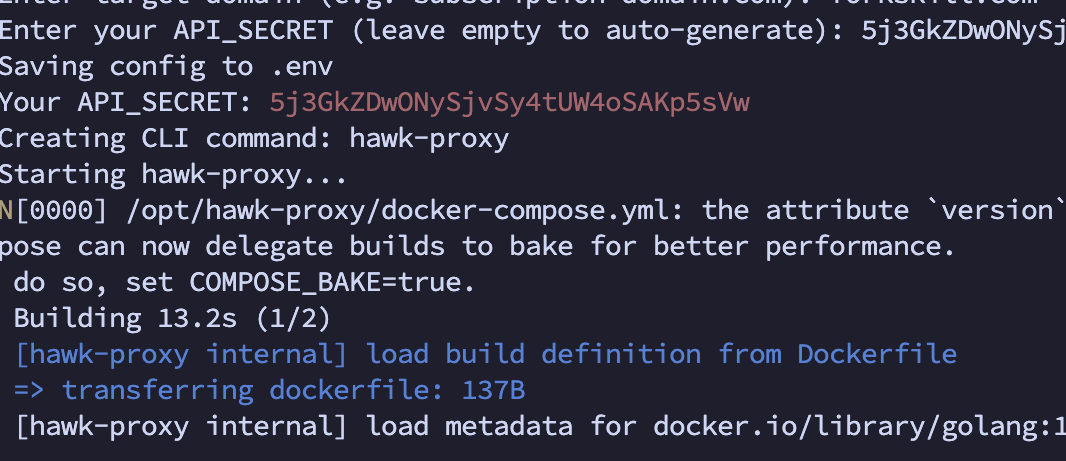 Enter target domain (e.g. subscription-domain.com): forkskill.com
Enter your API_SECRET (leave empty to auto-generate): 5j3GkZDwONySj
Saving config to .env
Your API_SECRET: 5j3GkZDwONySjvSy4tUW4oSAKp5sVw
Creating CLI command: hawk-proxy
Starting hawk-proxy...
N[0000] /opt/hawk-proxy/docker-compose.yml: the attribute `version`
pose can now delegate builds to bake for better performance.
do so, set COMPOSE_BAKE=true.
Building 13.2s (1/2)
[hawk-proxy internal] load build definition from Dockerfile
=> transferring dockerfile: 137B
[hawk-proxy internal] load metadata for docker.io/library/golang:1